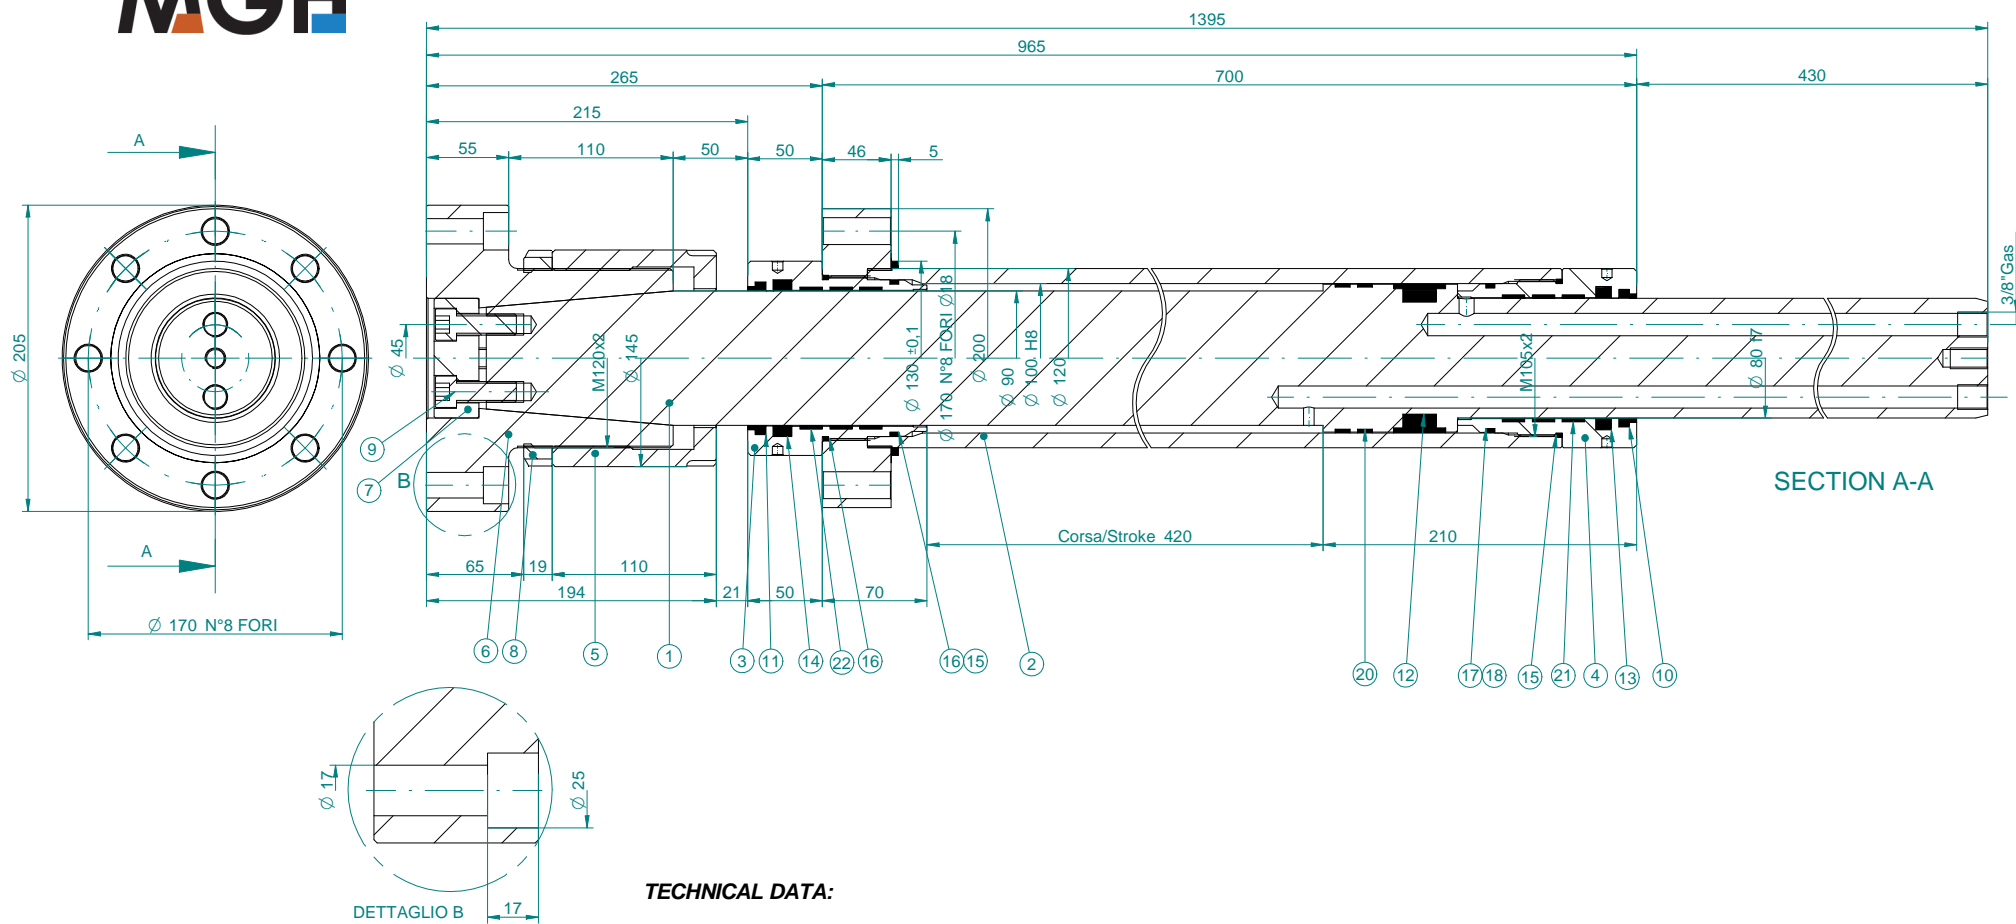 MGH
1395
965
265
700
430
215
55
110
50
50
46
5
A
Ø 205
Ø 45
M120x2
Ø 145
Ø 130 ±0,1
Ø 170 N°8 FORI Ø18
Ø 200
Ø 90
Ø 100 H8
Ø 120
M105x2
Ø 80 f7
3/8"Gas
9
7
B
SECTION A-A
A
Corsa/Stroke 420
210
65
19
110
194
21
50
70
Ø 170 N°8 FORI
6
8
5
1
3
11
14
22
16
16
15
2
20
12
17
18
15
21
4
13
10
Ø 17
Ø 25
TECHNICAL DATA:
DETTAGLIO B
17